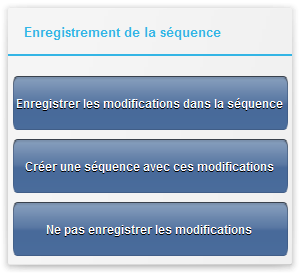 Enregistrement de la séquence
Enregistrer les modifications dans la séquence
Créer une séquence avec ces modifications
Ne pas enregistrer les modifications